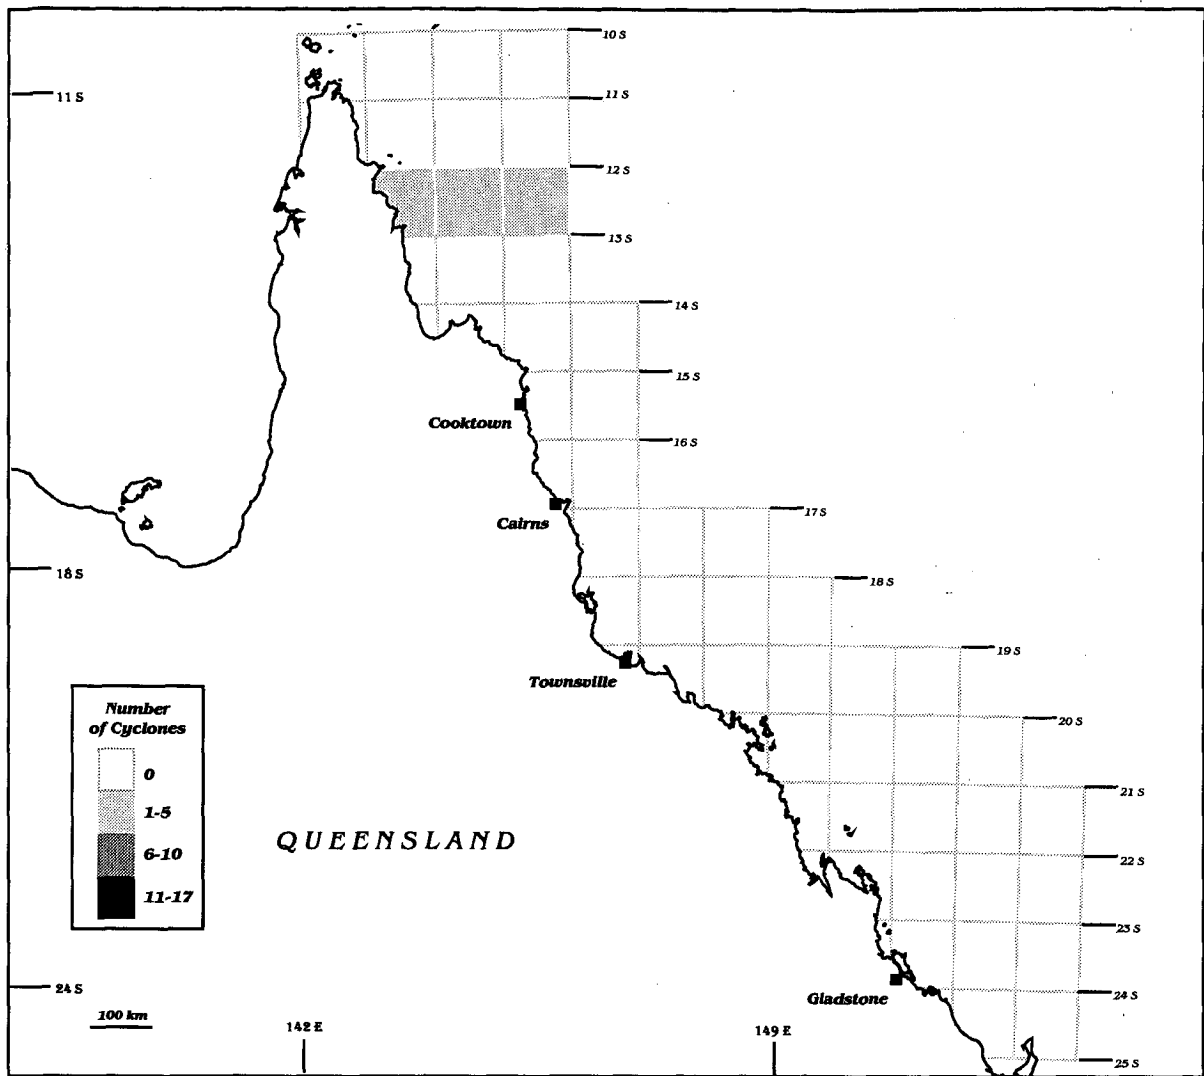 10 S
11 S
11 S
12 S
13 S
14 S
15 S
Cooktown
16 S
17 S
Cairns
18 S
18 S
19 S
Townsville
20 S
Number
of Cyclones
0
1-5
6-10
11-17
21 S
QUEENSLAND
22 S
23 S
24 S
24 S
Gladstone
100 km
142 E
149 E
25 S